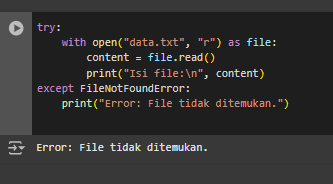 try:
    with open("data.txt", "r") as file:
        content = file.read()
        print("Isi file:\n", content)
except FileNotFoundError:
    print("Error: File tidak ditemukan.")
Error: File tidak ditemukan.